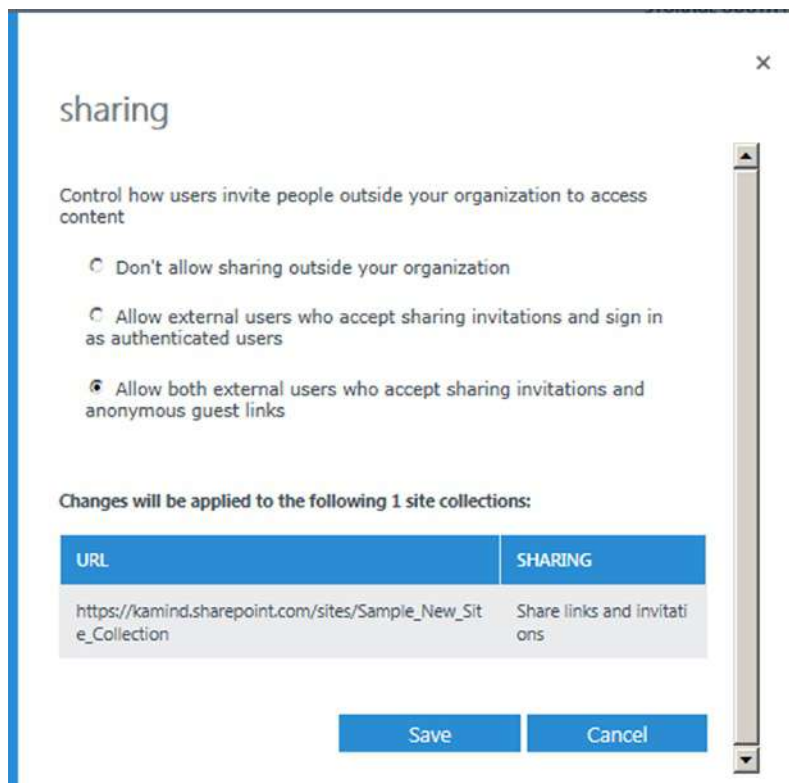 sharing
Control how users invite people outside your organization to access
content
Don't allow sharing outside your organization
Allow external users who accept sharing invitations and sign in
as authenticated users
Allow both external users who accept sharing invitations and
anonymous guest links
Changes will be applied to the following 1 site collections:
URL SHARING
https://kamind.sharepoint.com/sites/Sample_New_Sit Share links and invitati
e_Collection ons
Save Cancel